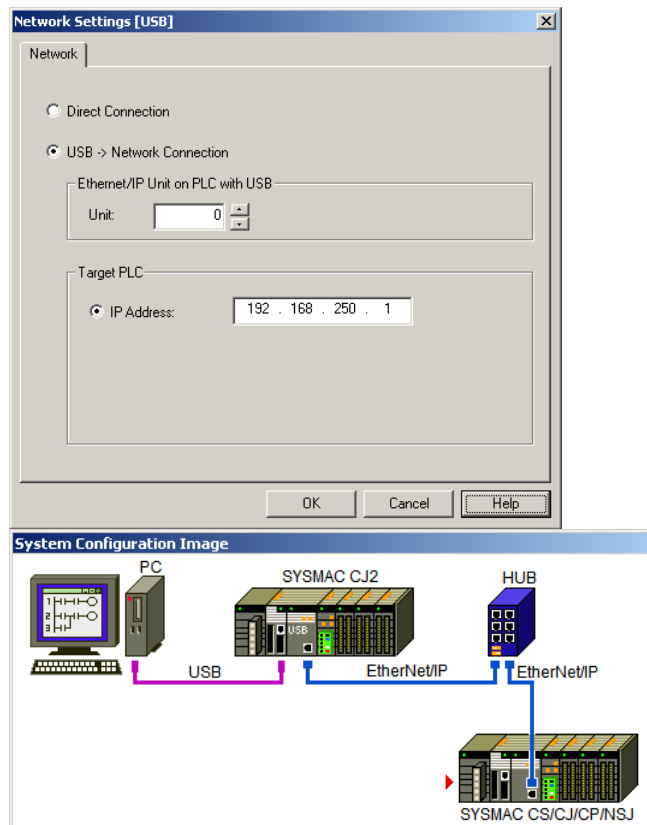 Network Settings [USB]
Network
Direct Connection
USB -> Network Connection
Ethernet/IP Unit on PLC with USB
Unit: 0
Target PLC
IP Address: 192 . 168 . 250 . 1
OK Cancel Help
System Configuration Image
PC
SYSMAC CJ2
HUB
USB
USB
EtherNet/IP
EtherNet/IP
SYSMAC CS/CJ/CP/NSJ